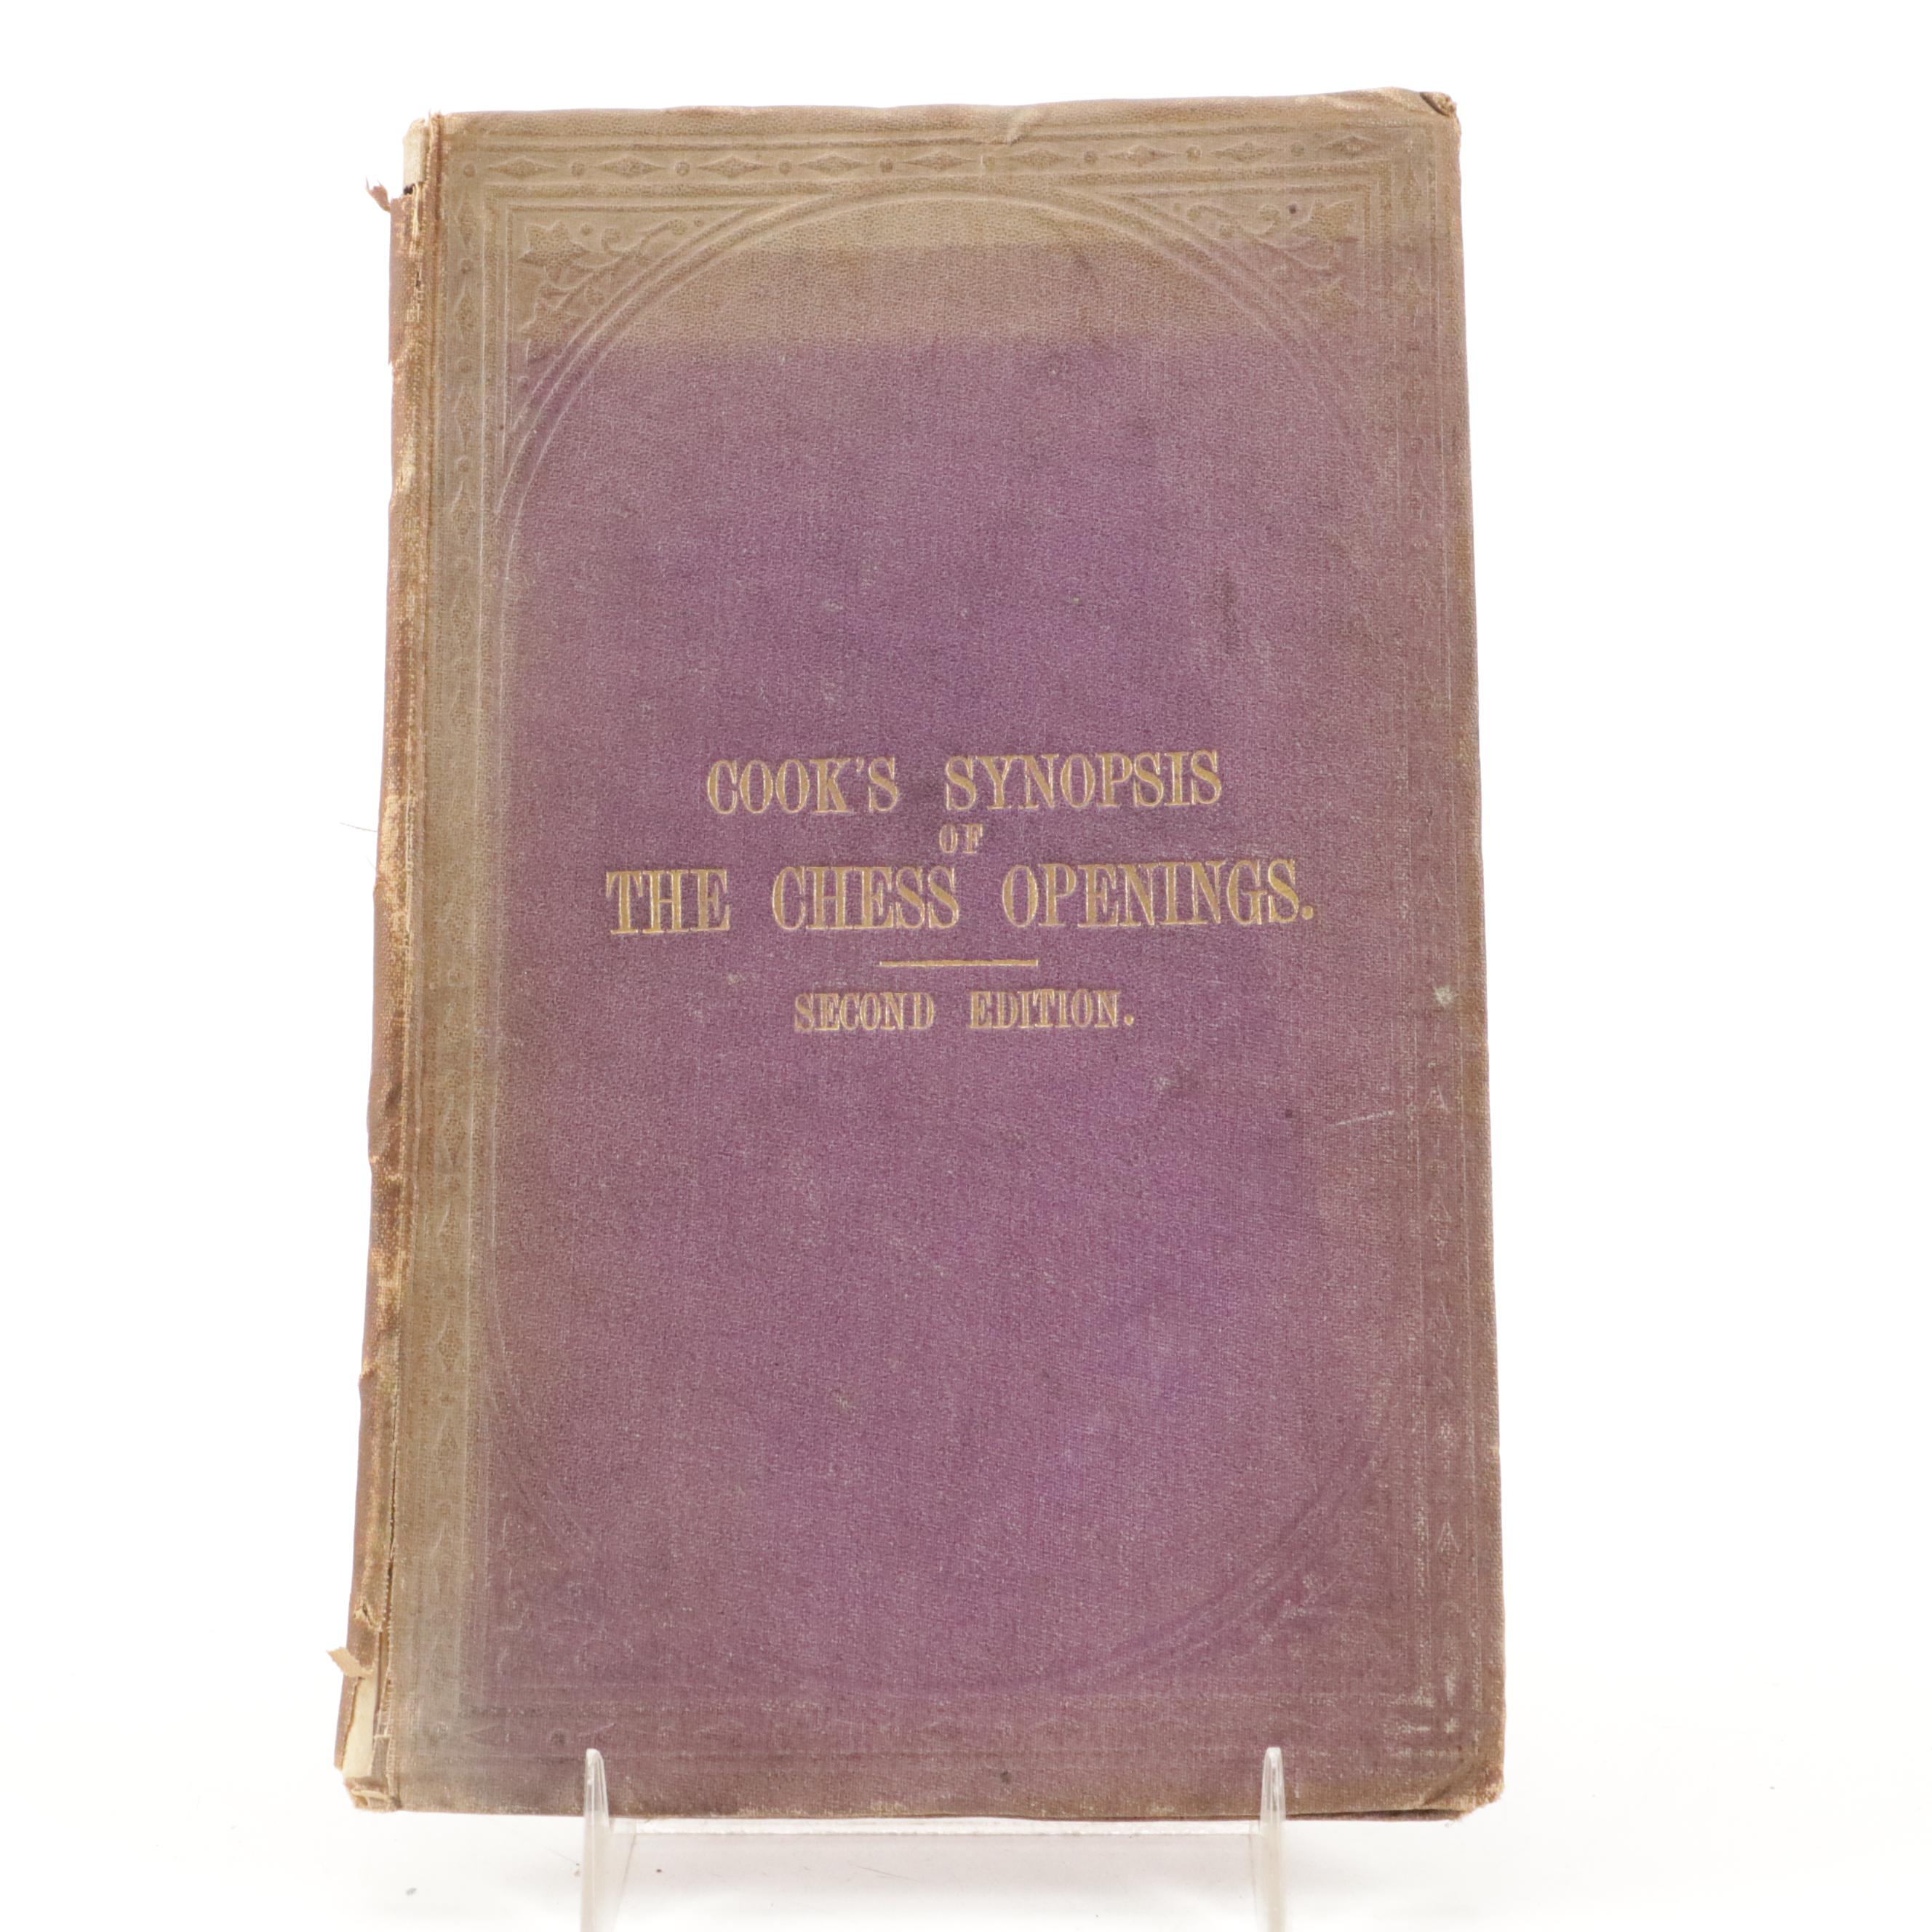 COOK'S SYNOPSIS
OF
THE CHESS OPENINGS.
SECOND EDITION.